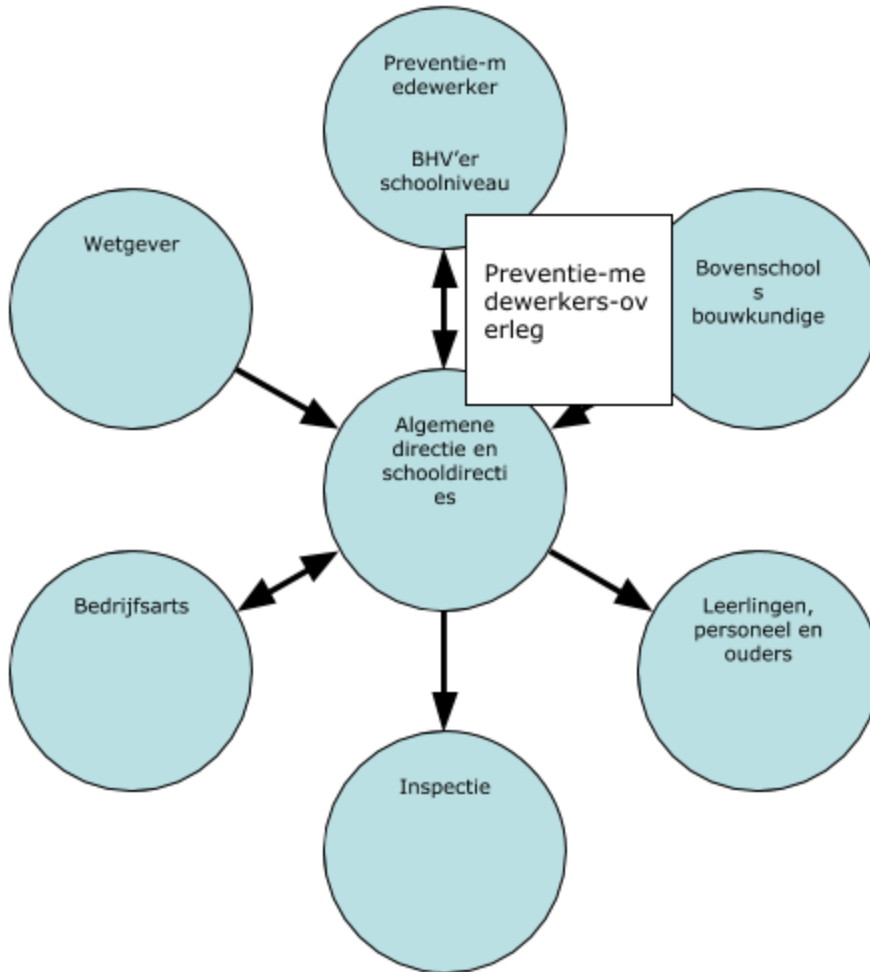 Preventie-m
edewerker
BHV'er
schoolniveau
Wetgever
Preventie-me
dewerkers-ov
erleg
Bovenschool
s
bouwkundige
Algemene
directie en
schooldirecti
es
Bedrijfsarts
Leerlingen,
personeel en
ouders
Inspectie